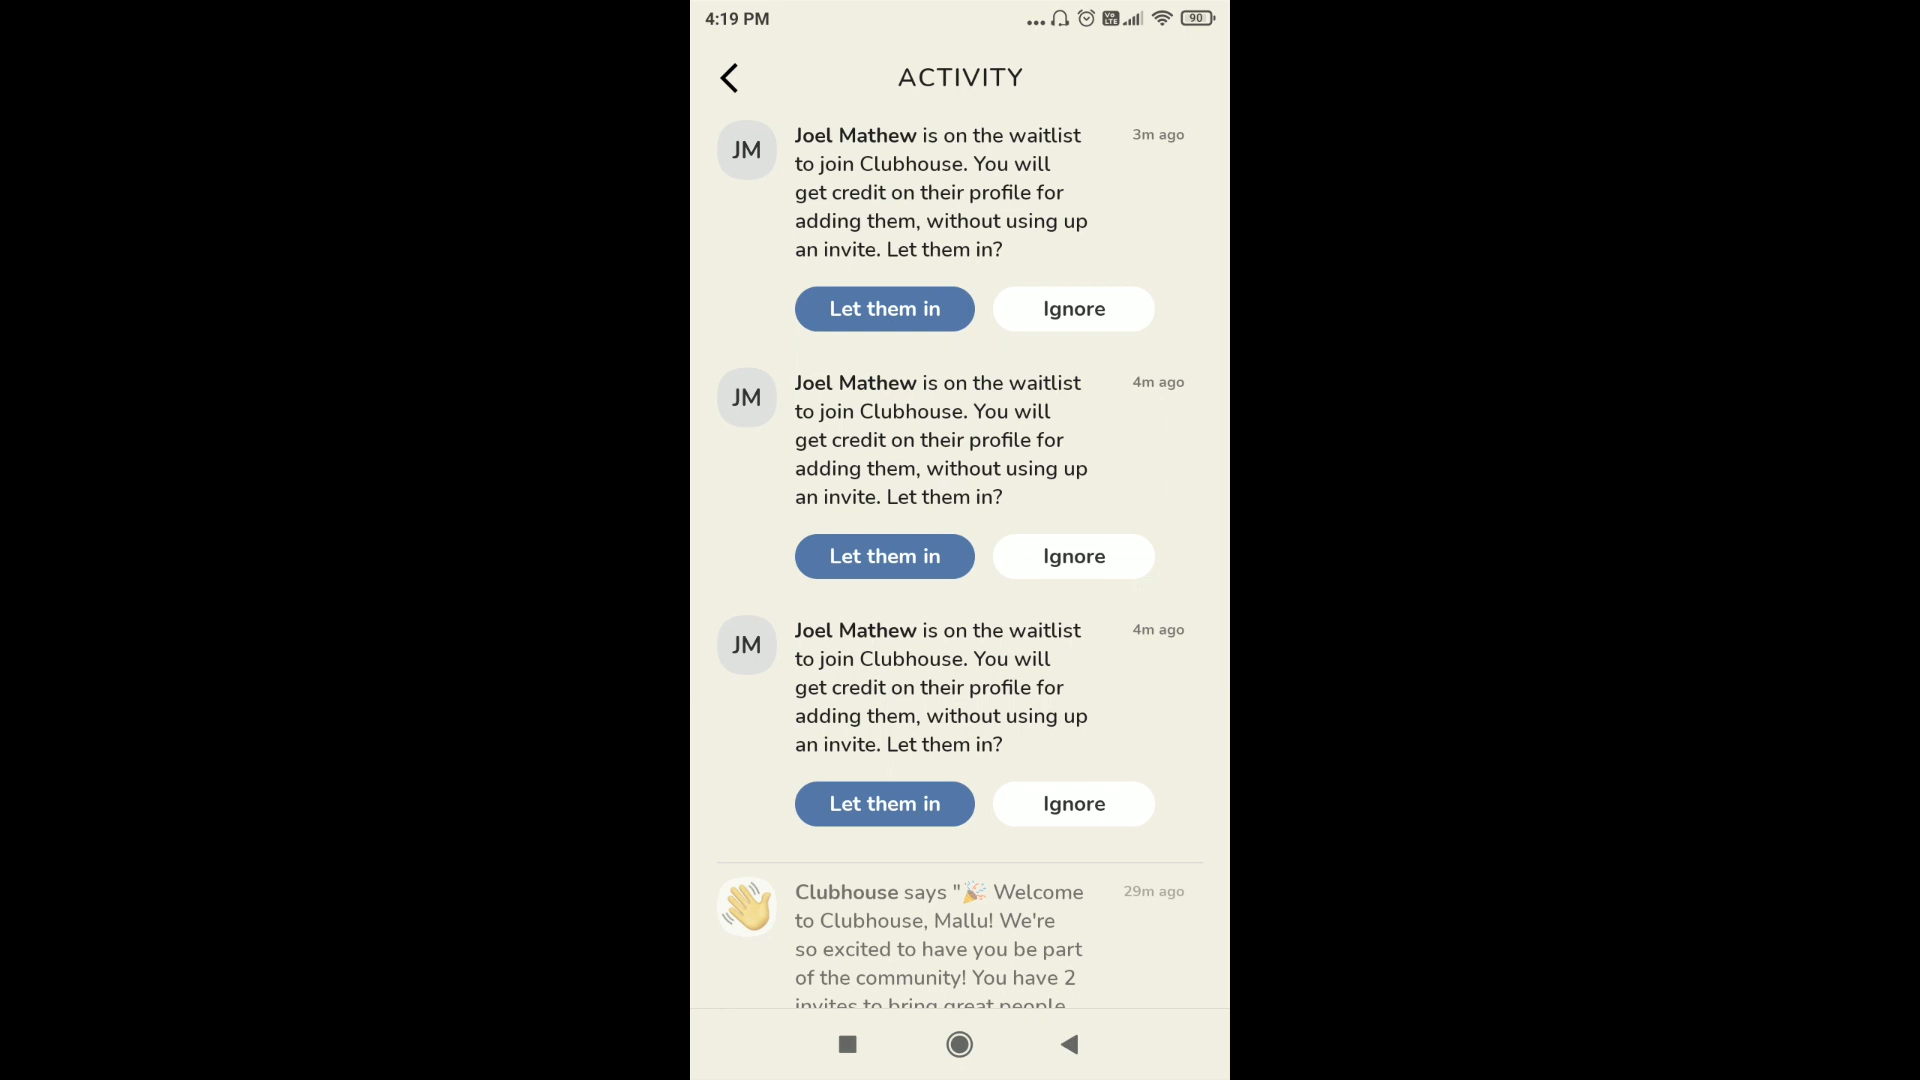 4:19 PM
90
ACTIVITY
JM
Joel Mathew is on the waitlist
3m ago
to join Clubhouse. You will
get credit on their profile for
adding them, without using up
an invite. Let them in?
Let them in
Ignore
JM
Joel Mathew is on the waitlist
4m ago
to join Clubhouse. You will
get credit on their profile for
adding them, without using up
an invite. Let them in?
Let them in
Ignore
JM
Joel Mathew is on the waitlist
4m ago
to join Clubhouse. You will
get credit on their profile for
adding them, without using up
an invite. Let them in?
Let them in
Ignore
Clubhouse says "🎉 Welcome
29m ago
to Clubhouse, Mallu! We're
so excited to have you be part
of the community! You have 2
invites to bring great people